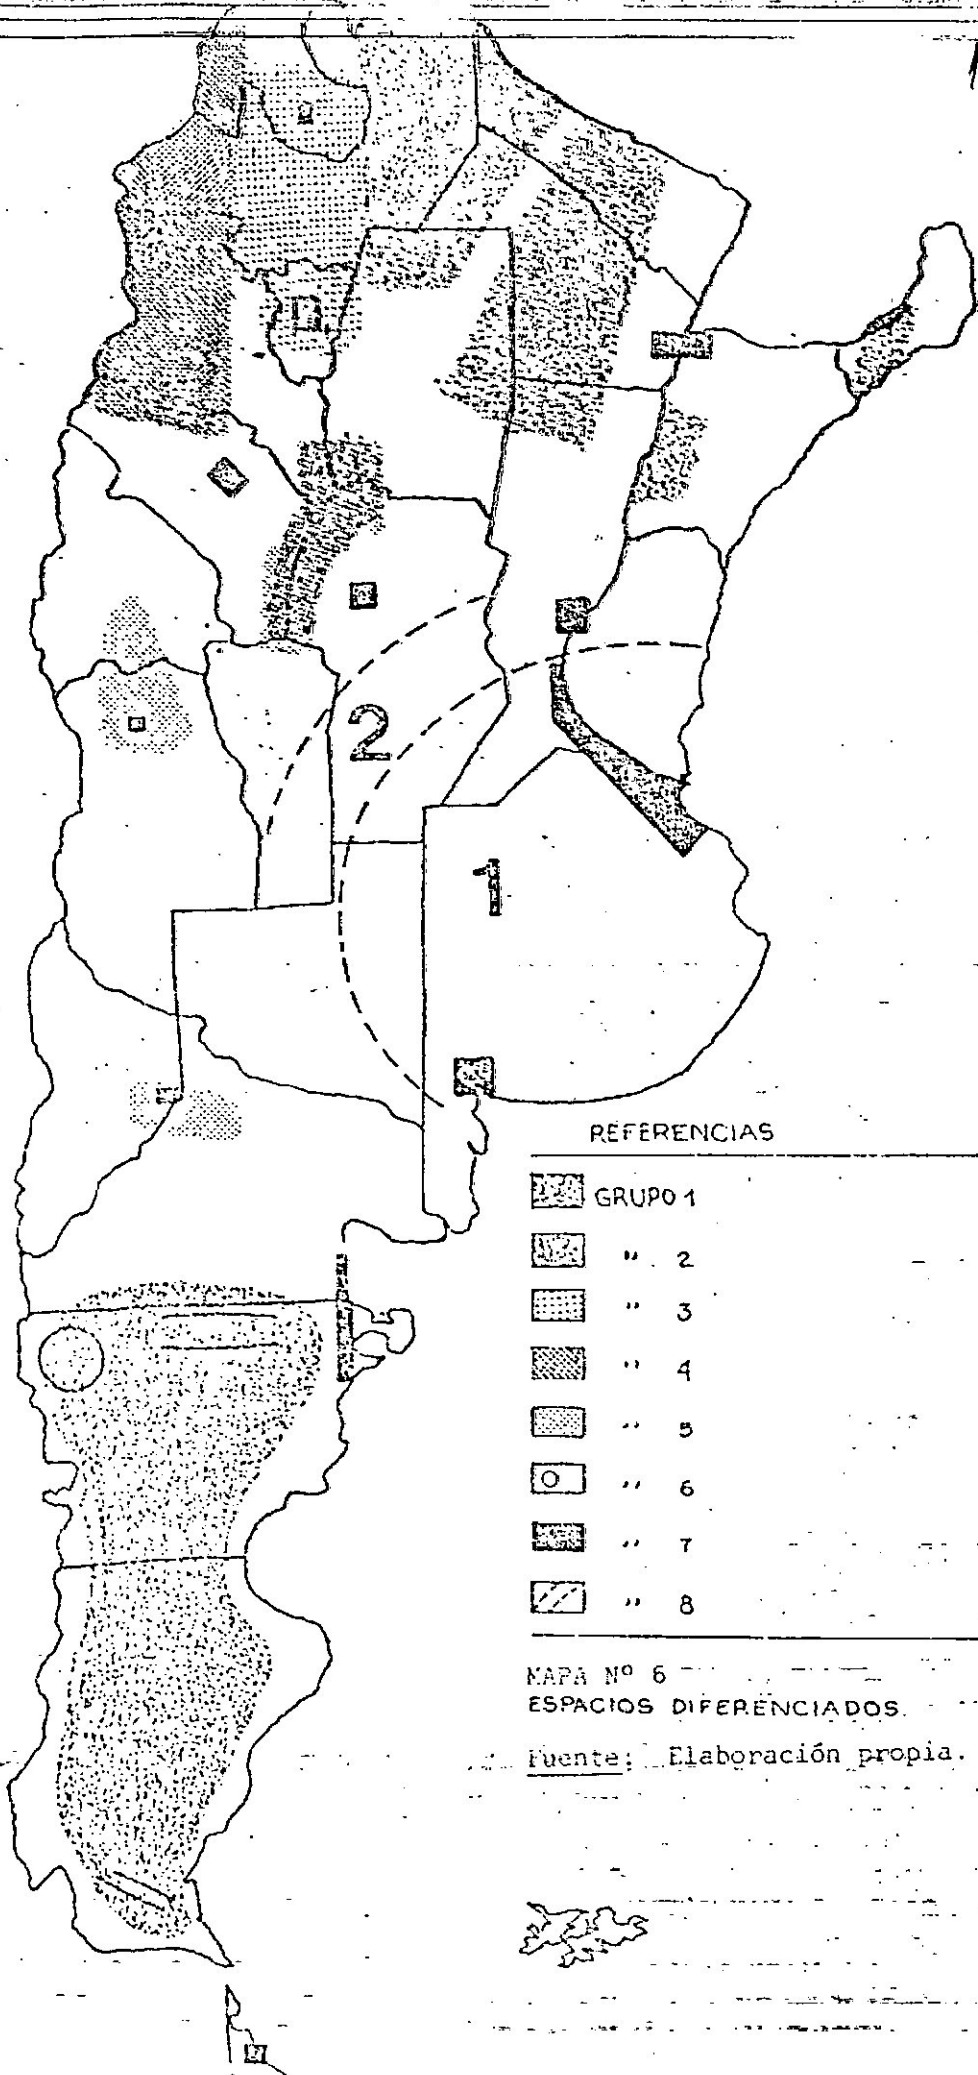 2
1
REFERENCIAS
GRUPO 1
" 2
" 3
" 4
" 5
" 6
" 7
" 8
MAPA Nº 6
ESPACIOS DIFERENCIADOS.
Fuente: Elaboración propia.